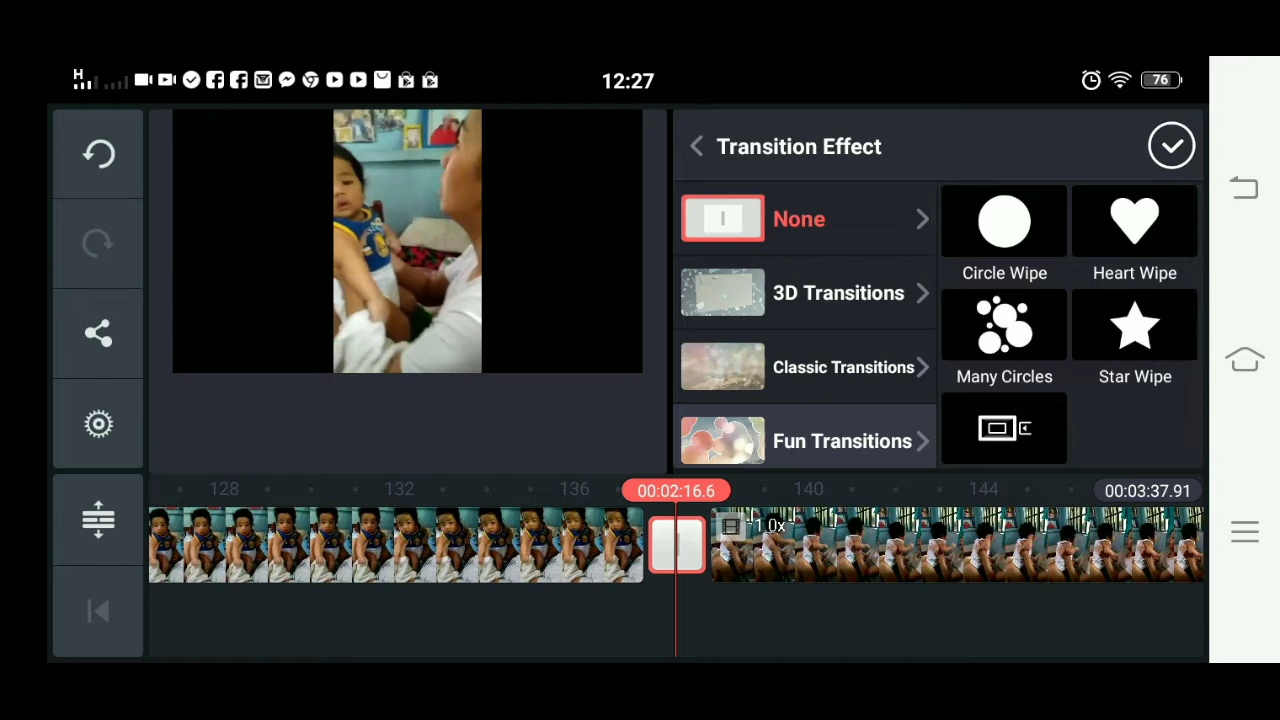 H 12:27 76
Transition Effect
None
3D Transitions
Classic Transitions
Fun Transitions
Circle Wipe Heart Wipe
Many Circles Star Wipe
128 132 136 00:02:16.6 140 144 00:03:37.91
1.0x